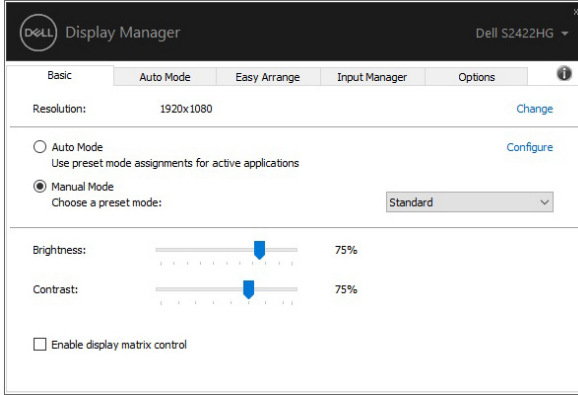 DELL Display Manager Dell S2422HG
Basic Auto Mode Easy Arrange Input Manager Options
Resolution: 1920x1080 Change
Auto Mode Configure
Use preset mode assignments for active applications
Manual Mode
Choose a preset mode: Standard
Brightness: 75%
Contrast: 75%
Enable display matrix control